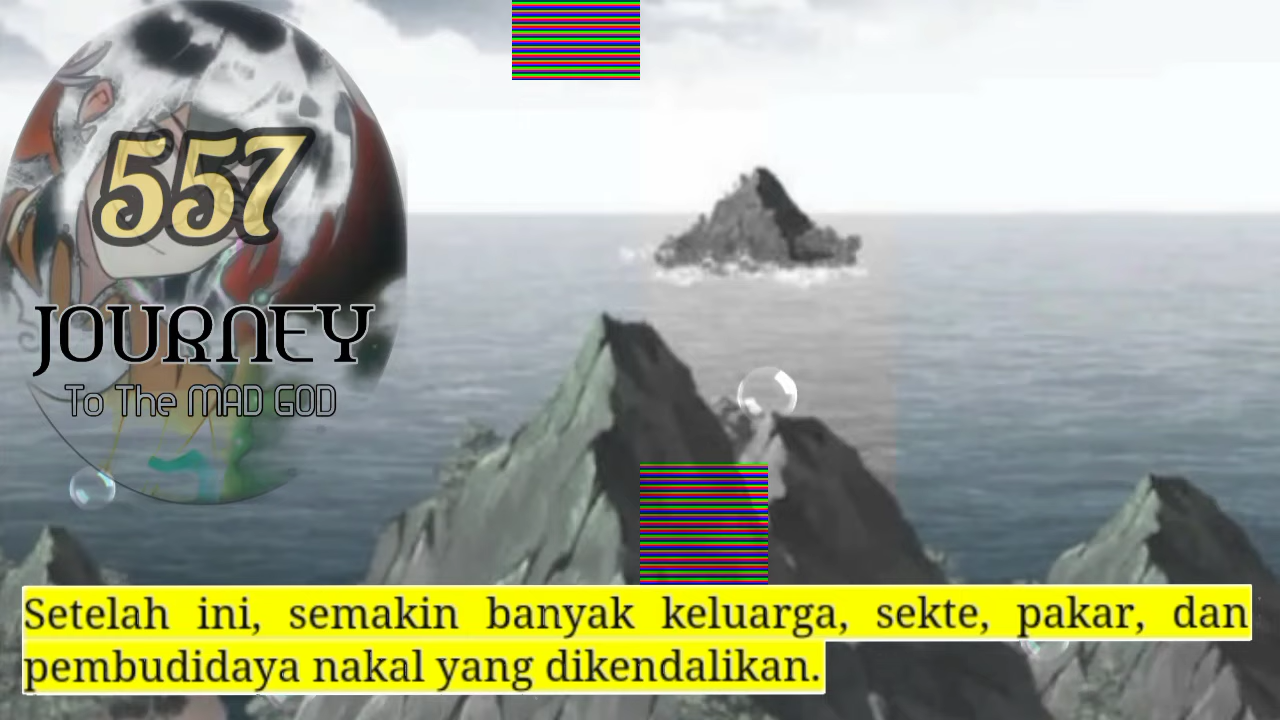 557
JOURNEY
To The MAD GOD
Setelah ini, semakin banyak keluarga, sekte, pakar, dan
pembudidaya nakal yang dikendalikan.